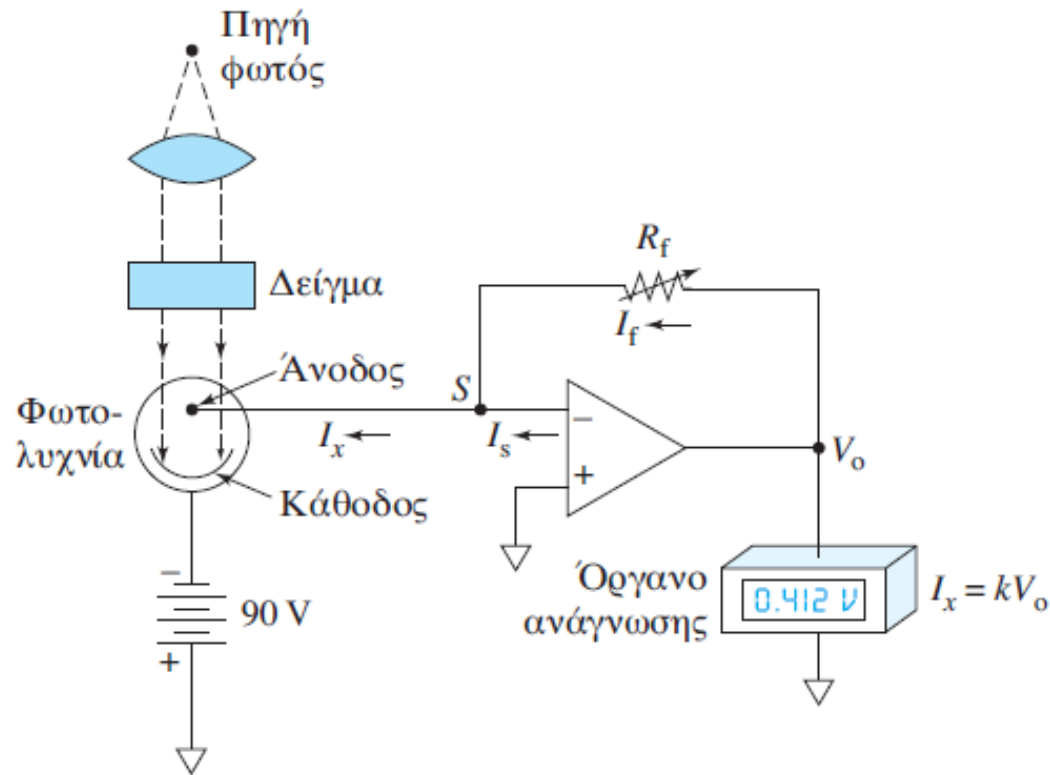 Πηγή
φωτός
Δείγμα
R_f
I_f
Άνοδος
S
Φωτο-
λυχνία
I_x
I_s
−
+
V_o
Κάθοδος
−
90 V
+
Όργανο
ανάγνωσης
0.412 V
I_x = kV_o